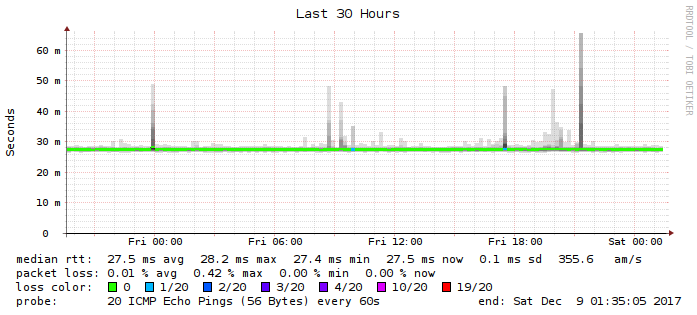 Last 30 Hours
RRDTOOL / TOBI OETIKER
Seconds
60 m
50 m
40 m
30 m
20 m
10 m
0
Fri 00:00 Fri 06:00 Fri 12:00 Fri 18:00 Sat 00:00
median rtt: 27.5 ms avg 28.2 ms max 27.4 ms min 27.5 ms now 0.1 ms sd 355.6 am/s
packet loss: 0.01 % avg 0.42 % max 0.00 % min 0.00 % now
loss color: 0 1/20 2/20 3/20 4/20 10/20 19/20
probe: 20 ICMP Echo Pings (56 Bytes) every 60s end: Sat Dec 9 01:35:05 2017